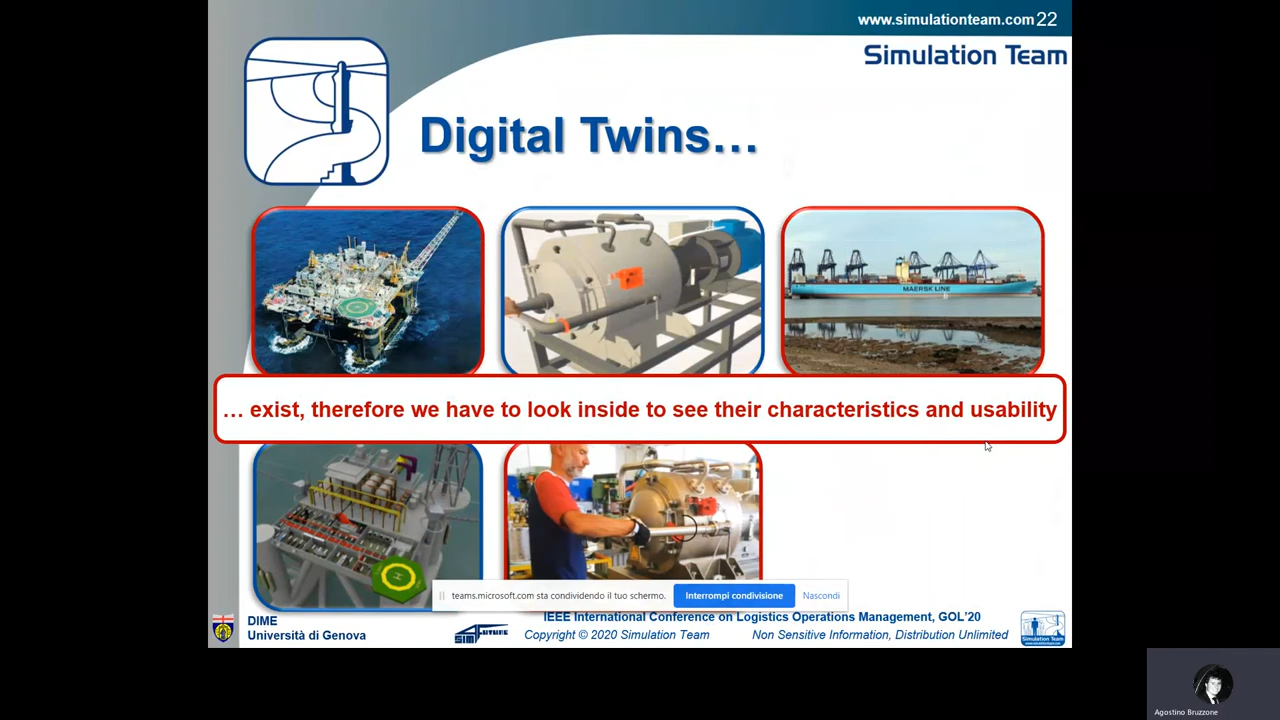 www.simulationteam.com 22
Simulation Team
Digital Twins…
MAERSK LINE
… exist, therefore we have to look inside to see their characteristics and usability
H
teams.microsoft.com sta condividendo il tuo schermo.
Interrompi condivisione
Nascondi
IEEE International Conference on Logistics Operations Management, GOL'20
DIME
Università di Genova
SIM FUTURE
Copyright © 2020 Simulation Team
Non Sensitive Information, Distribution Unlimited
Simulation Team
Agostino Bruzzone